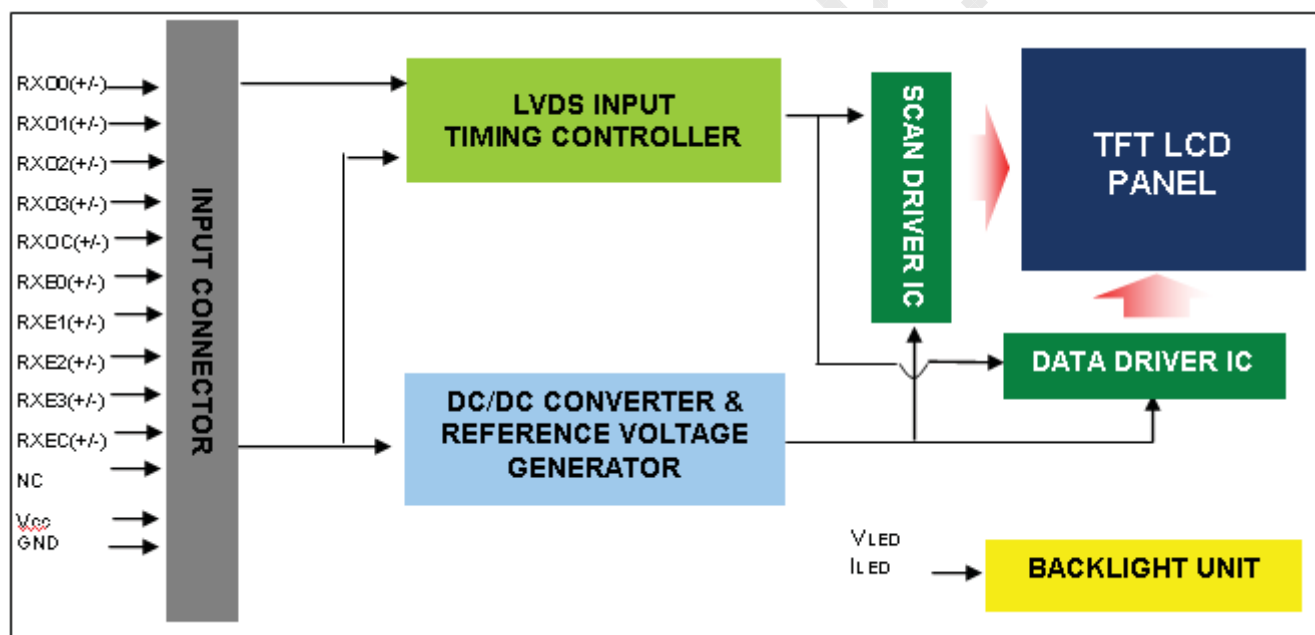 RXO0(+/-)
RXO1(+/-)
RXO2(+/-)
RXO3(+/-)
RXOC(+/-)
RXE0(+/-)
RXE1(+/-)
RXE2(+/-)
RXE3(+/-)
RXEC(+/-)
NC
Vcc
GND
INPUT CONNECTOR
LVDS INPUT
TIMING CONTROLLER
DC/DC CONVERTER &
REFERENCE VOLTAGE
GENERATOR
SCAN DRIVER IC
TFT LCD
PANEL
DATA DRIVER IC
VLED
ILED
BACKLIGHT UNIT